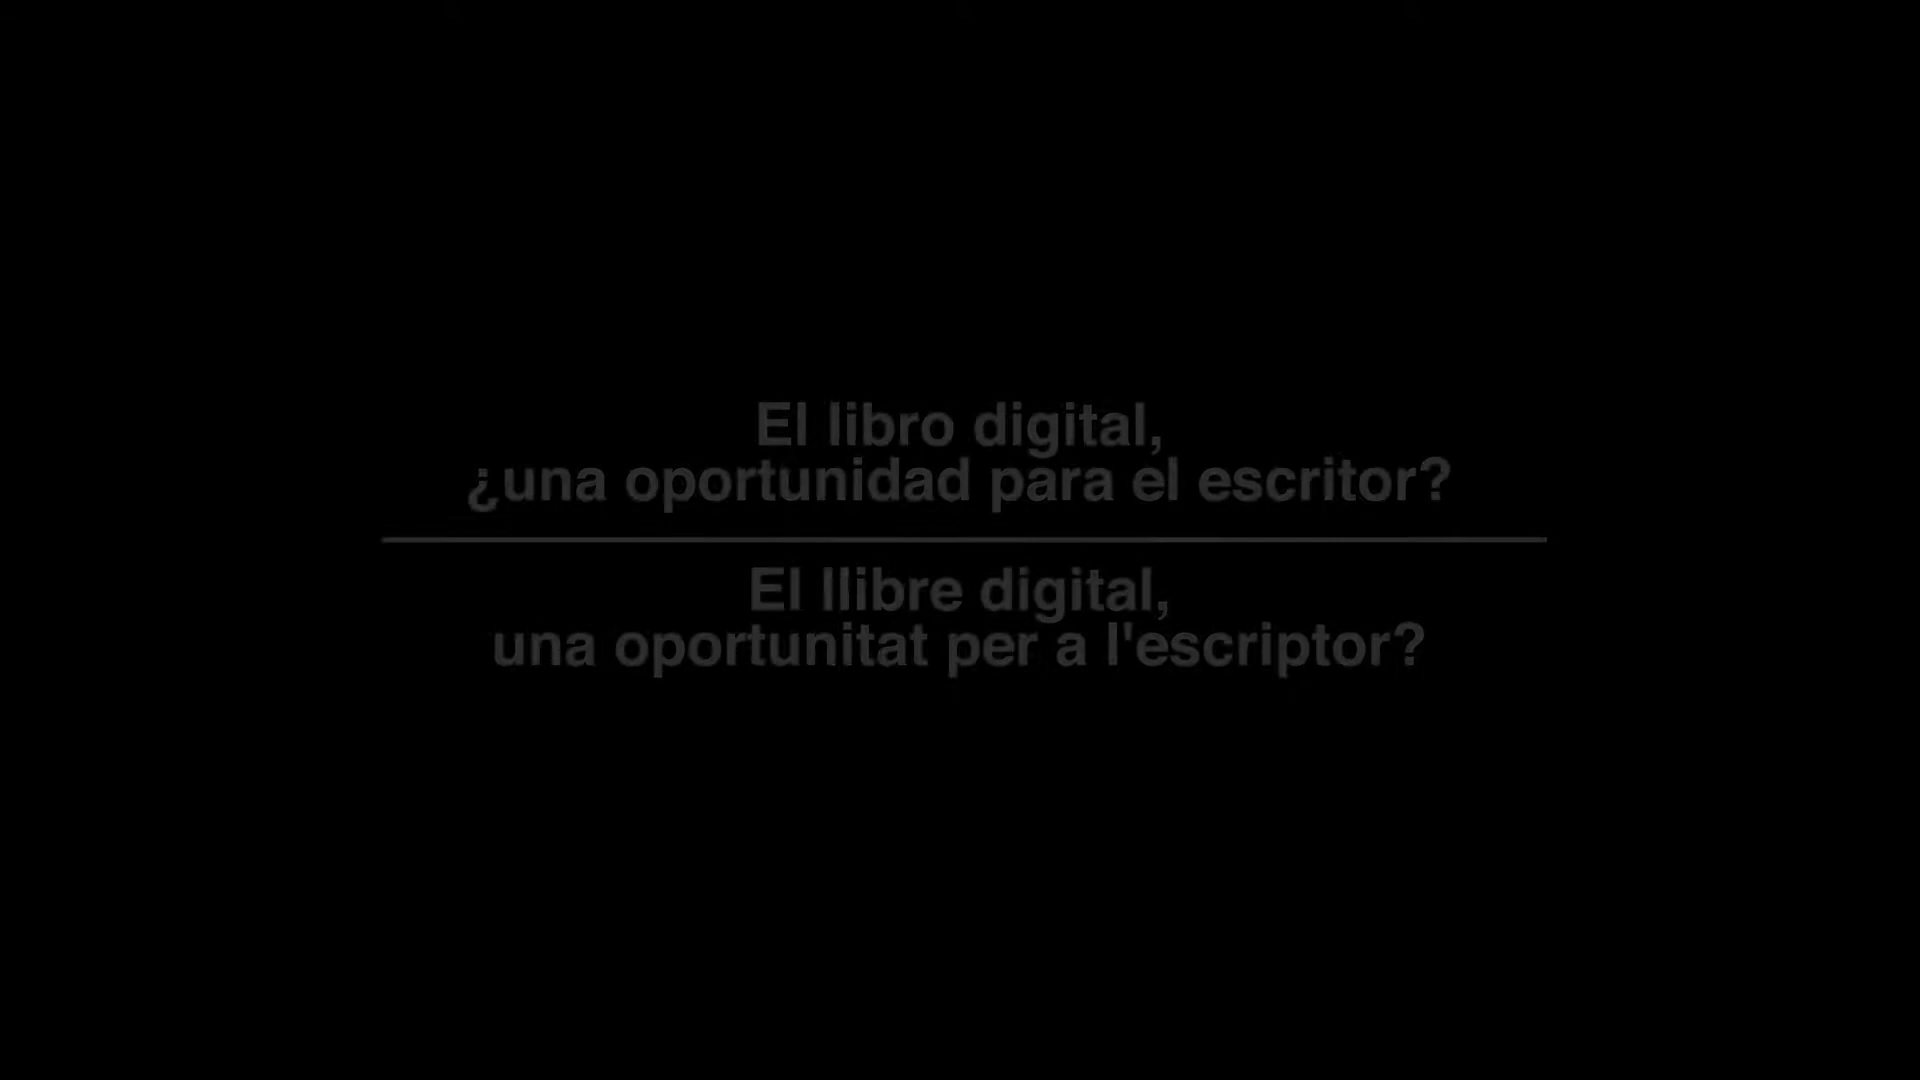 El libro digital,
¿una oportunidad para el escritor?
El llibre digital,
una oportunitat per a l'escriptor?